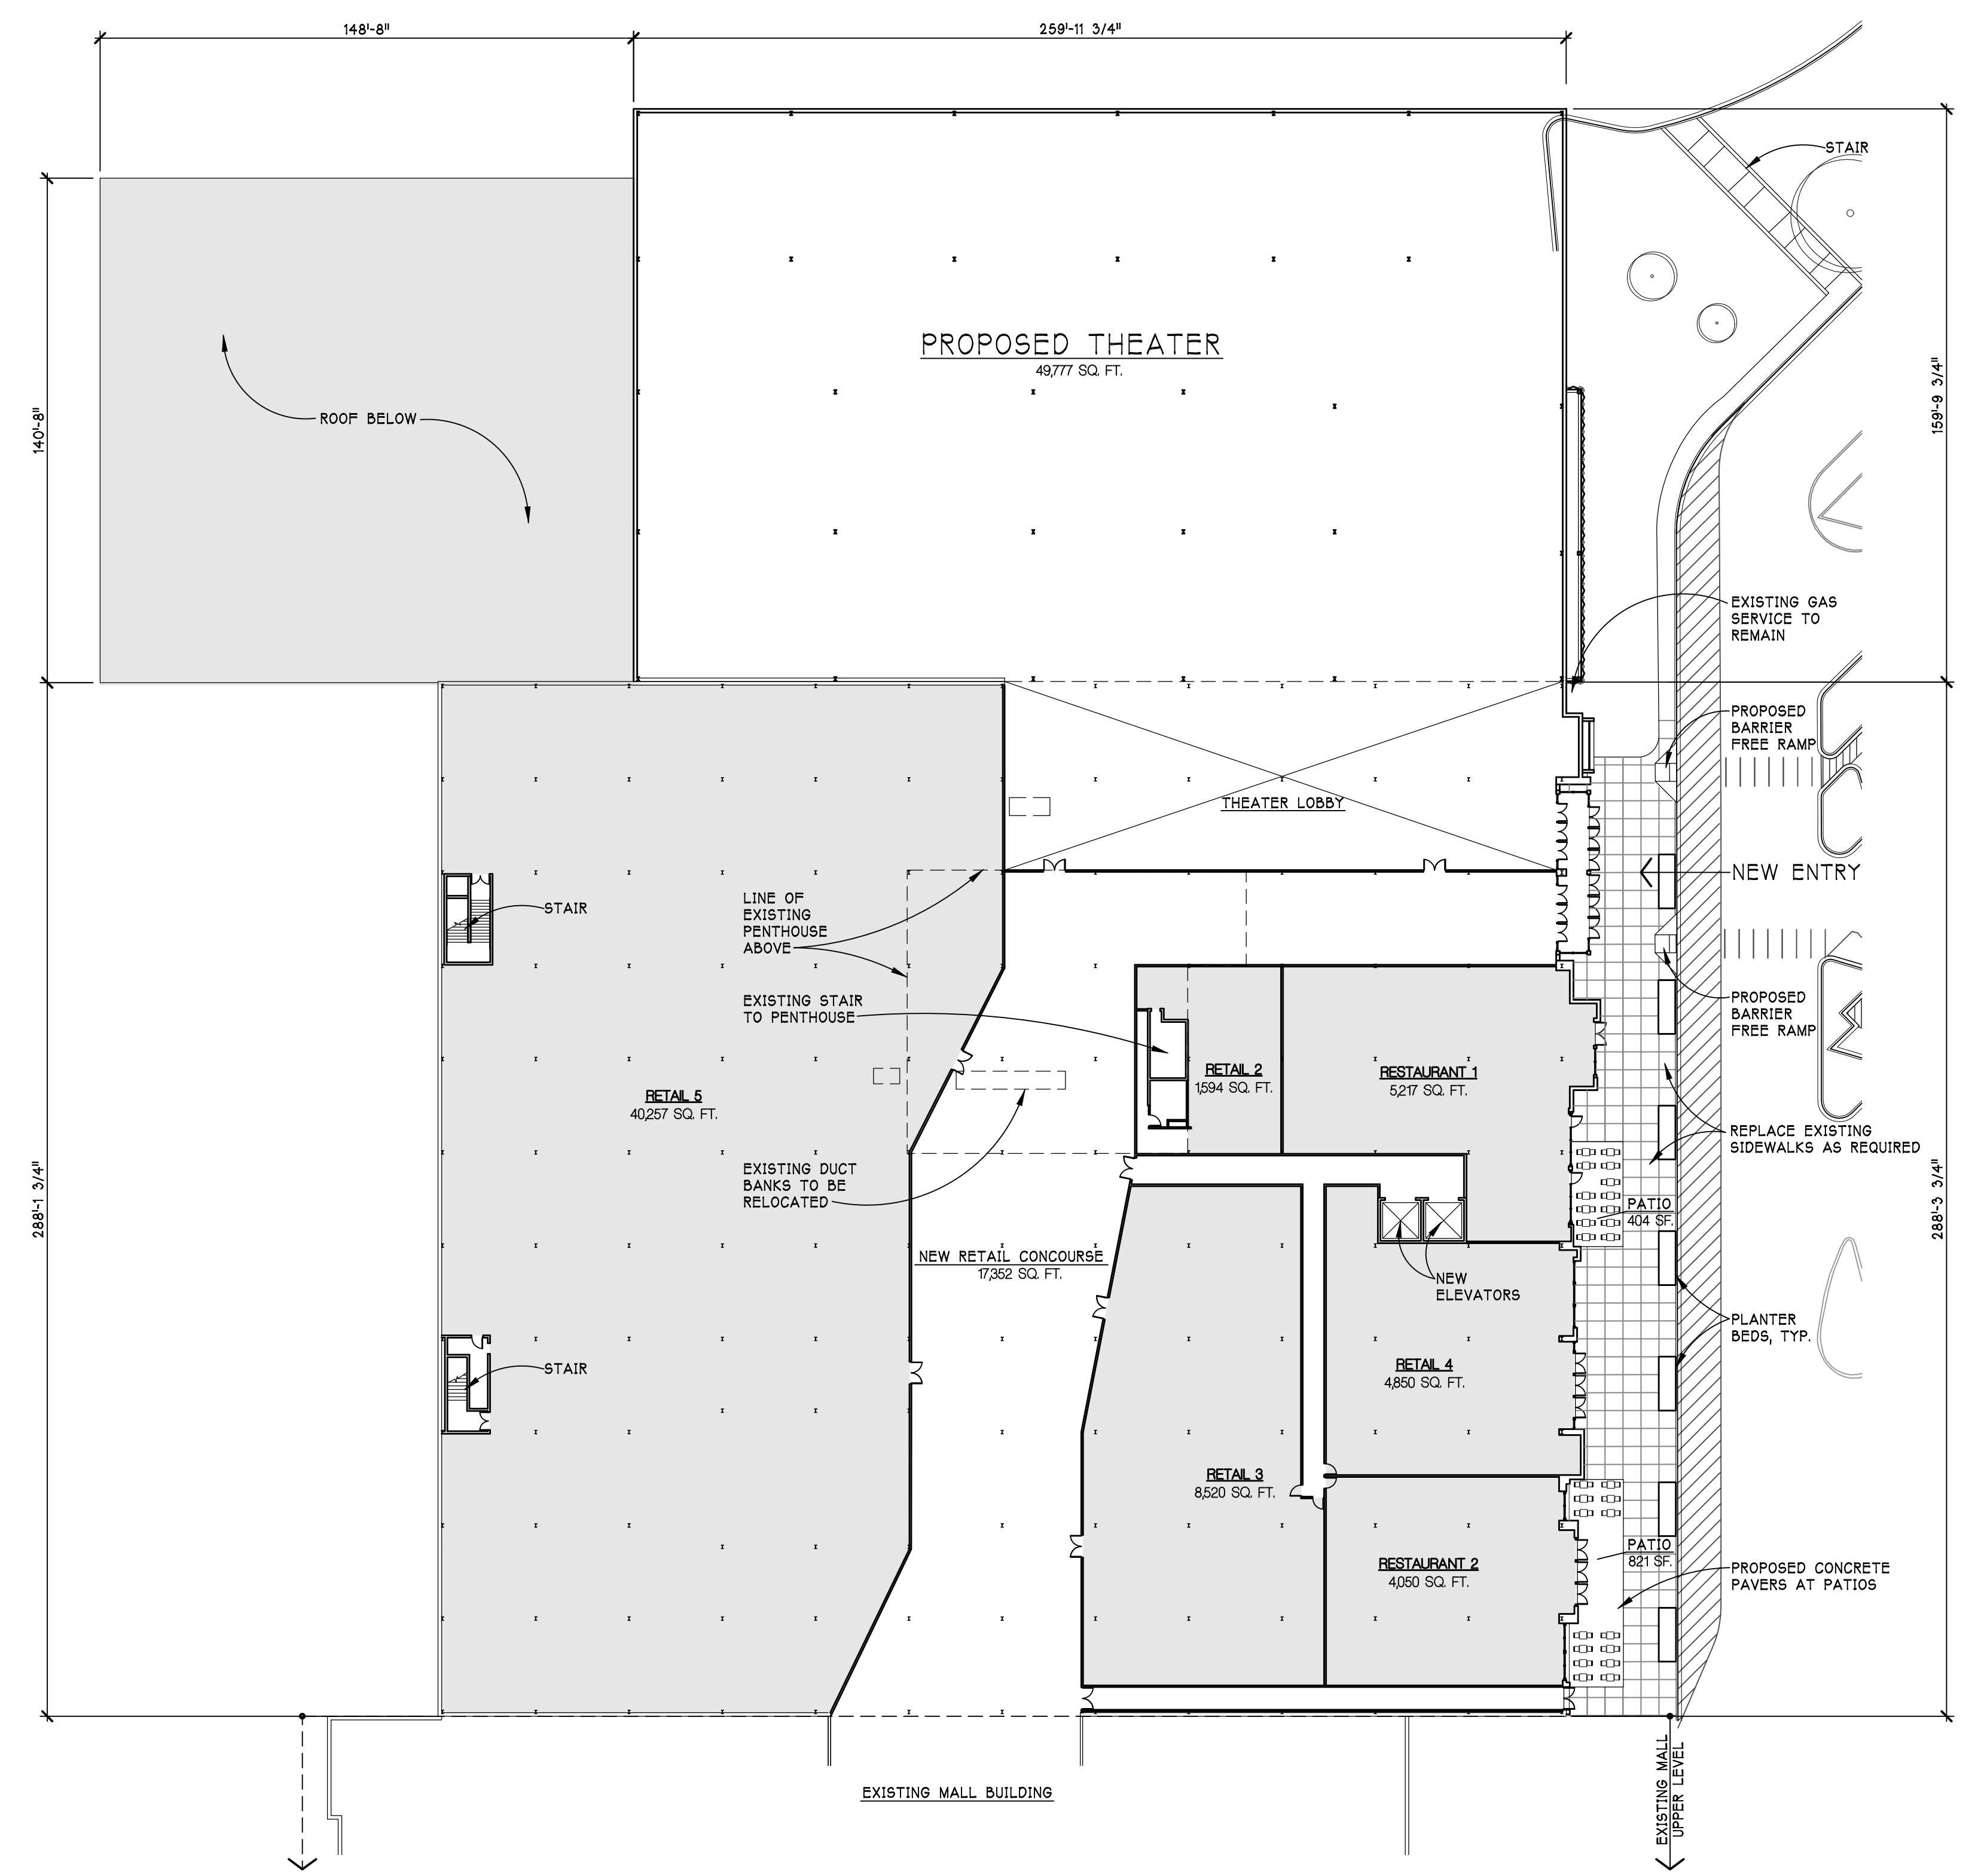 148'-8"
259'-11 3/4"
STAIR
PROPOSED THEATER
49,777 SQ. FT.
159'-9 3/4"
140'-8"
ROOF BELOW
EXISTING GAS
SERVICE TO
REMAIN
PROPOSED
BARRIER
FREE RAMP
THEATER LOBBY
NEW ENTRY
LINE OF
EXISTING
PENTHOUSE
ABOVE
STAIR
EXISTING STAIR
TO PENTHOUSE
PROPOSED
BARRIER
FREE RAMP
RETAIL 2
1,594 SQ. FT.
RESTAURANT 1
5,217 SQ. FT.
RETAIL 5
40,257 SQ. FT.
REPLACE EXISTING
SIDEWALKS AS REQUIRED
EXISTING DUCT
BANKS TO BE
RELOCATED
288'-1 3/4"
288'-3 3/4"
PATIO
404 SF.
NEW RETAIL CONCOURSE
17,352 SQ. FT.
NEW
ELEVATORS
PLANTER
BEDS, TYP.
STAIR
RETAIL 4
4,850 SQ. FT.
RETAIL 3
8,520 SQ. FT.
PATIO
821 SF.
RESTAURANT 2
4,050 SQ. FT.
PROPOSED CONCRETE
PAVERS AT PATIOS
EXISTING MALL BUILDING
EXISTING MALL
UPPER LEVEL